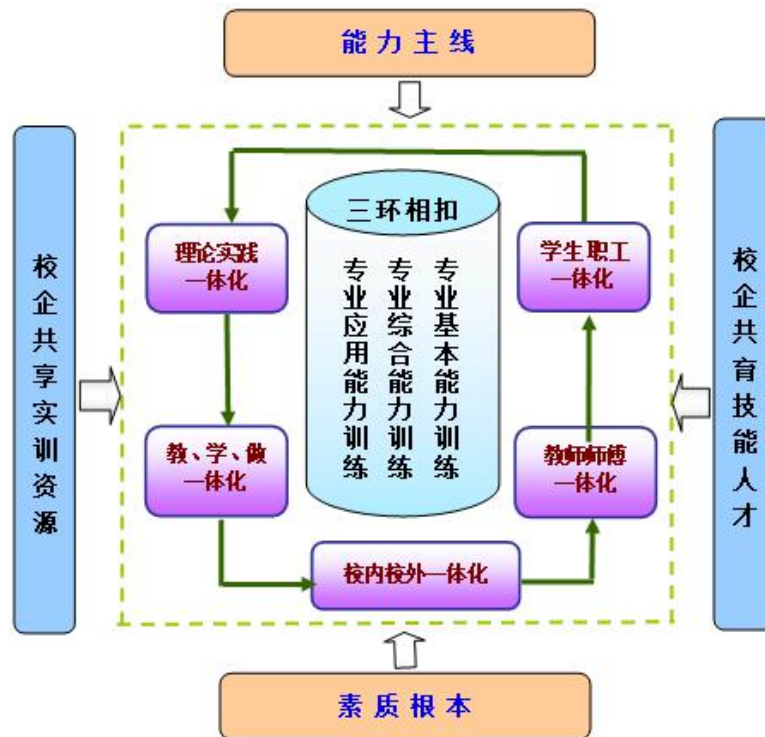 能力主线
校企共享实训资源
三环相扣
专业应用能力训练
专业综合能力训练
专业基本能力训练
理论实践
一体化
教、学、做
一体化
校内校外一体化
教师师傅
一体化
学生职工
一体化
校企共育技能人才
素质根本